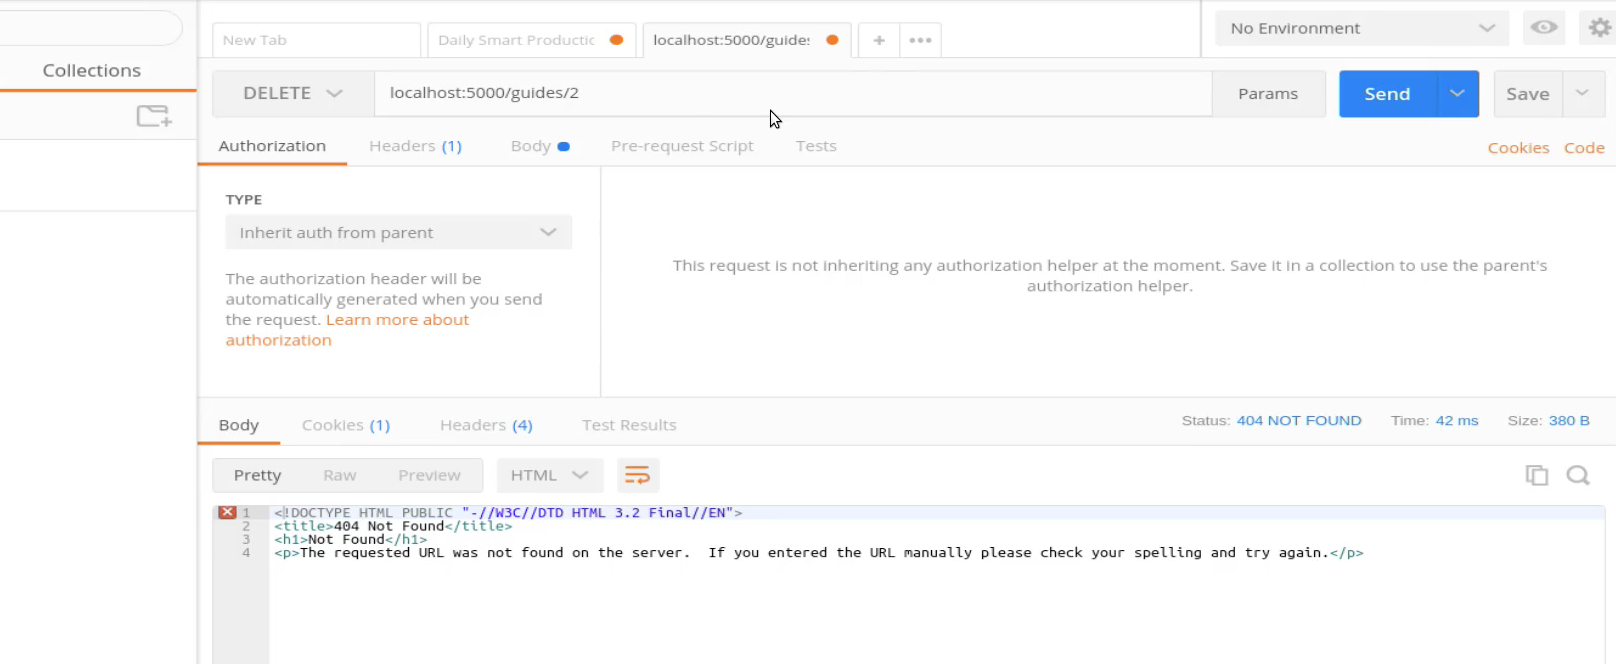 New Tab
Daily Smart Productic
localhost:5000/guide:
+
•••
No Environment
Collections
DELETE
localhost:5000/guides/2
Params
Send
Save
Authorization
Headers (1)
Body
Pre-request Script
Tests
Cookies
Code
TYPE
Inherit auth from parent
The authorization header will be
automatically generated when you send
the request. Learn more about
authorization
This request is not inheriting any authorization helper at the moment. Save it in a collection to use the parent's
authorization helper.
Body
Cookies (1)
Headers (4)
Test Results
Status: 404 NOT FOUND
Time: 42 ms
Size: 380 B
Pretty
Raw
Preview
HTML
1 <!DOCTYPE HTML PUBLIC "-//W3C//DTD HTML 3.2 Final//EN">
2 <title>404 Not Found</title>
3 <h1>Not Found</h1>
4 <p>The requested URL was not found on the server.  If you entered the URL manually please check your spelling and try again.</p>